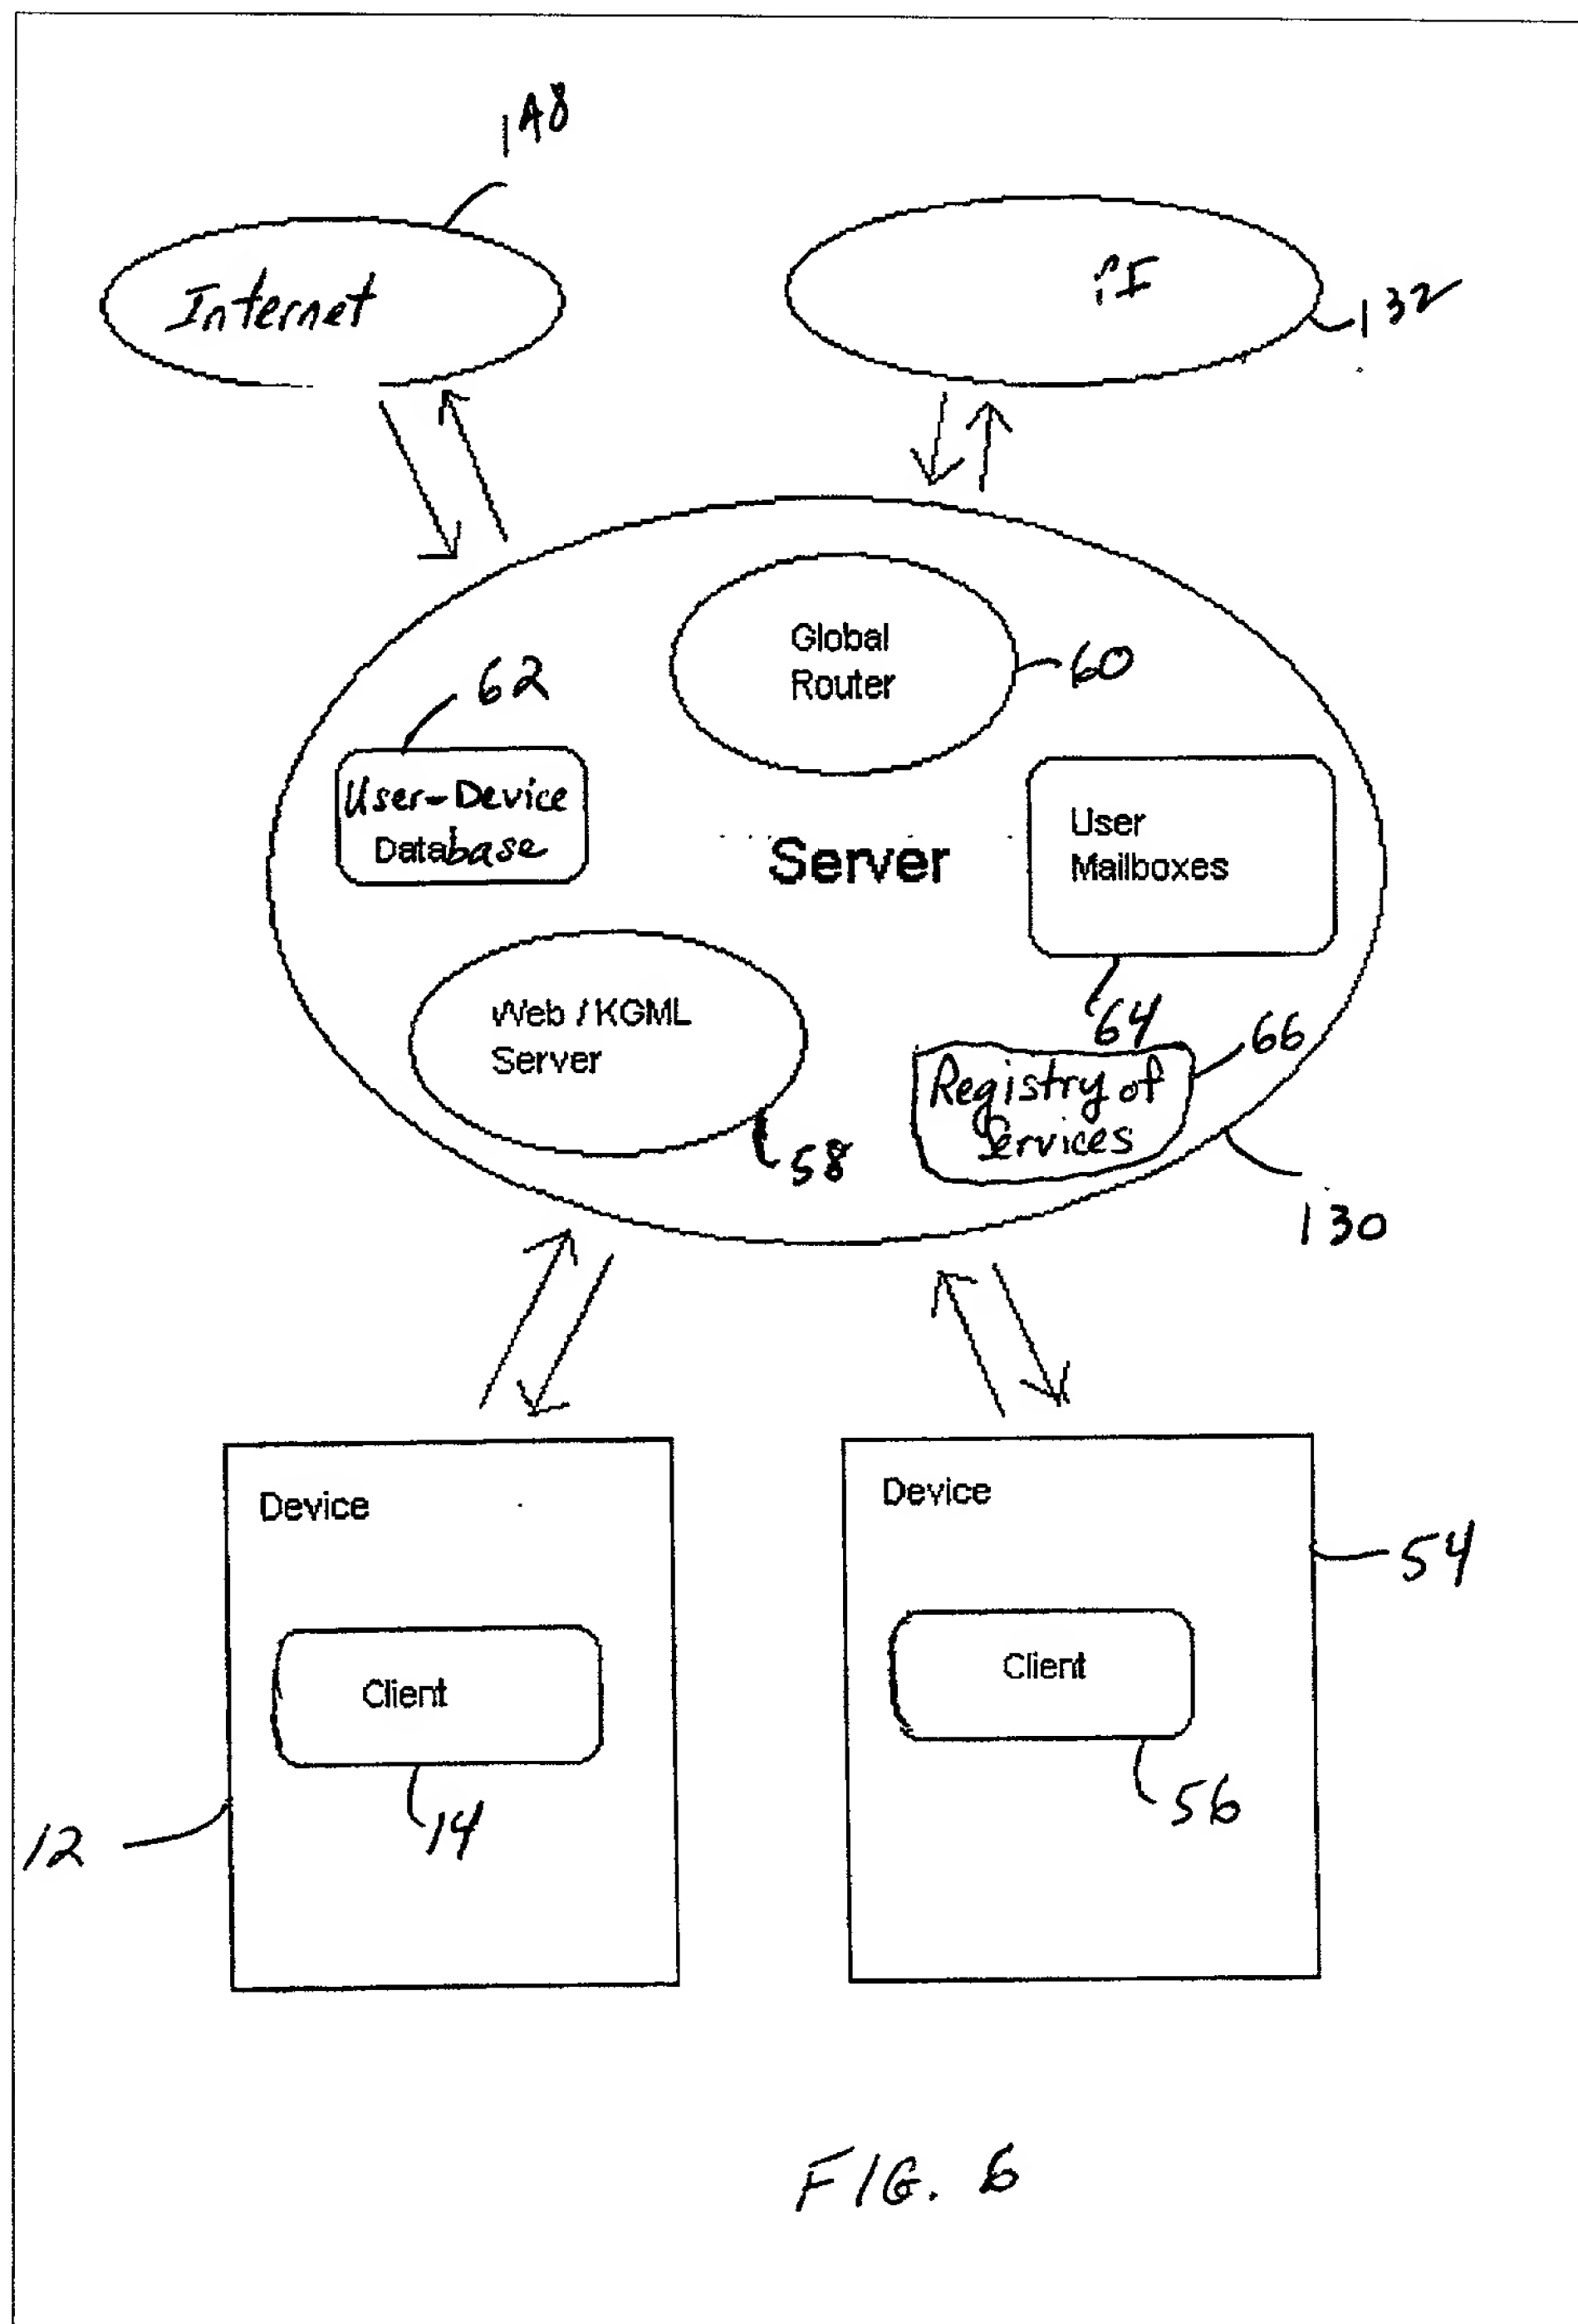 148
Internet
132
Global
Router
60
62
User-Device
Database
Server
User
Mailboxes
64
Web / KGML
Server
58
66
Registry of
Services
130
Device
Client
14
12
Device
54
Client
56
FIG. 6